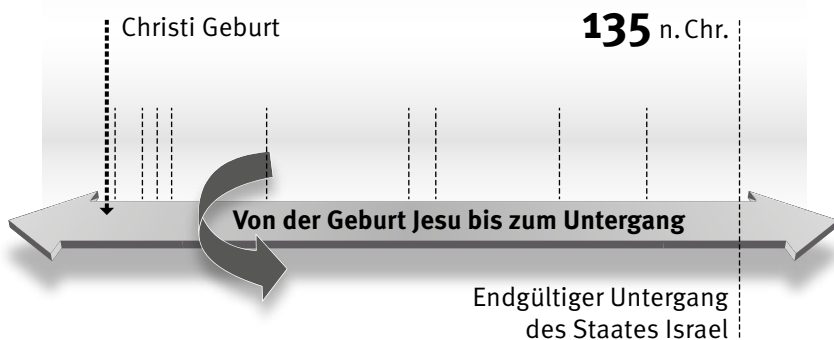 Christi Geburt
135 n. Chr.
Von der Geburt Jesu bis zum Untergang
Endgültiger Untergang
des Staates Israel